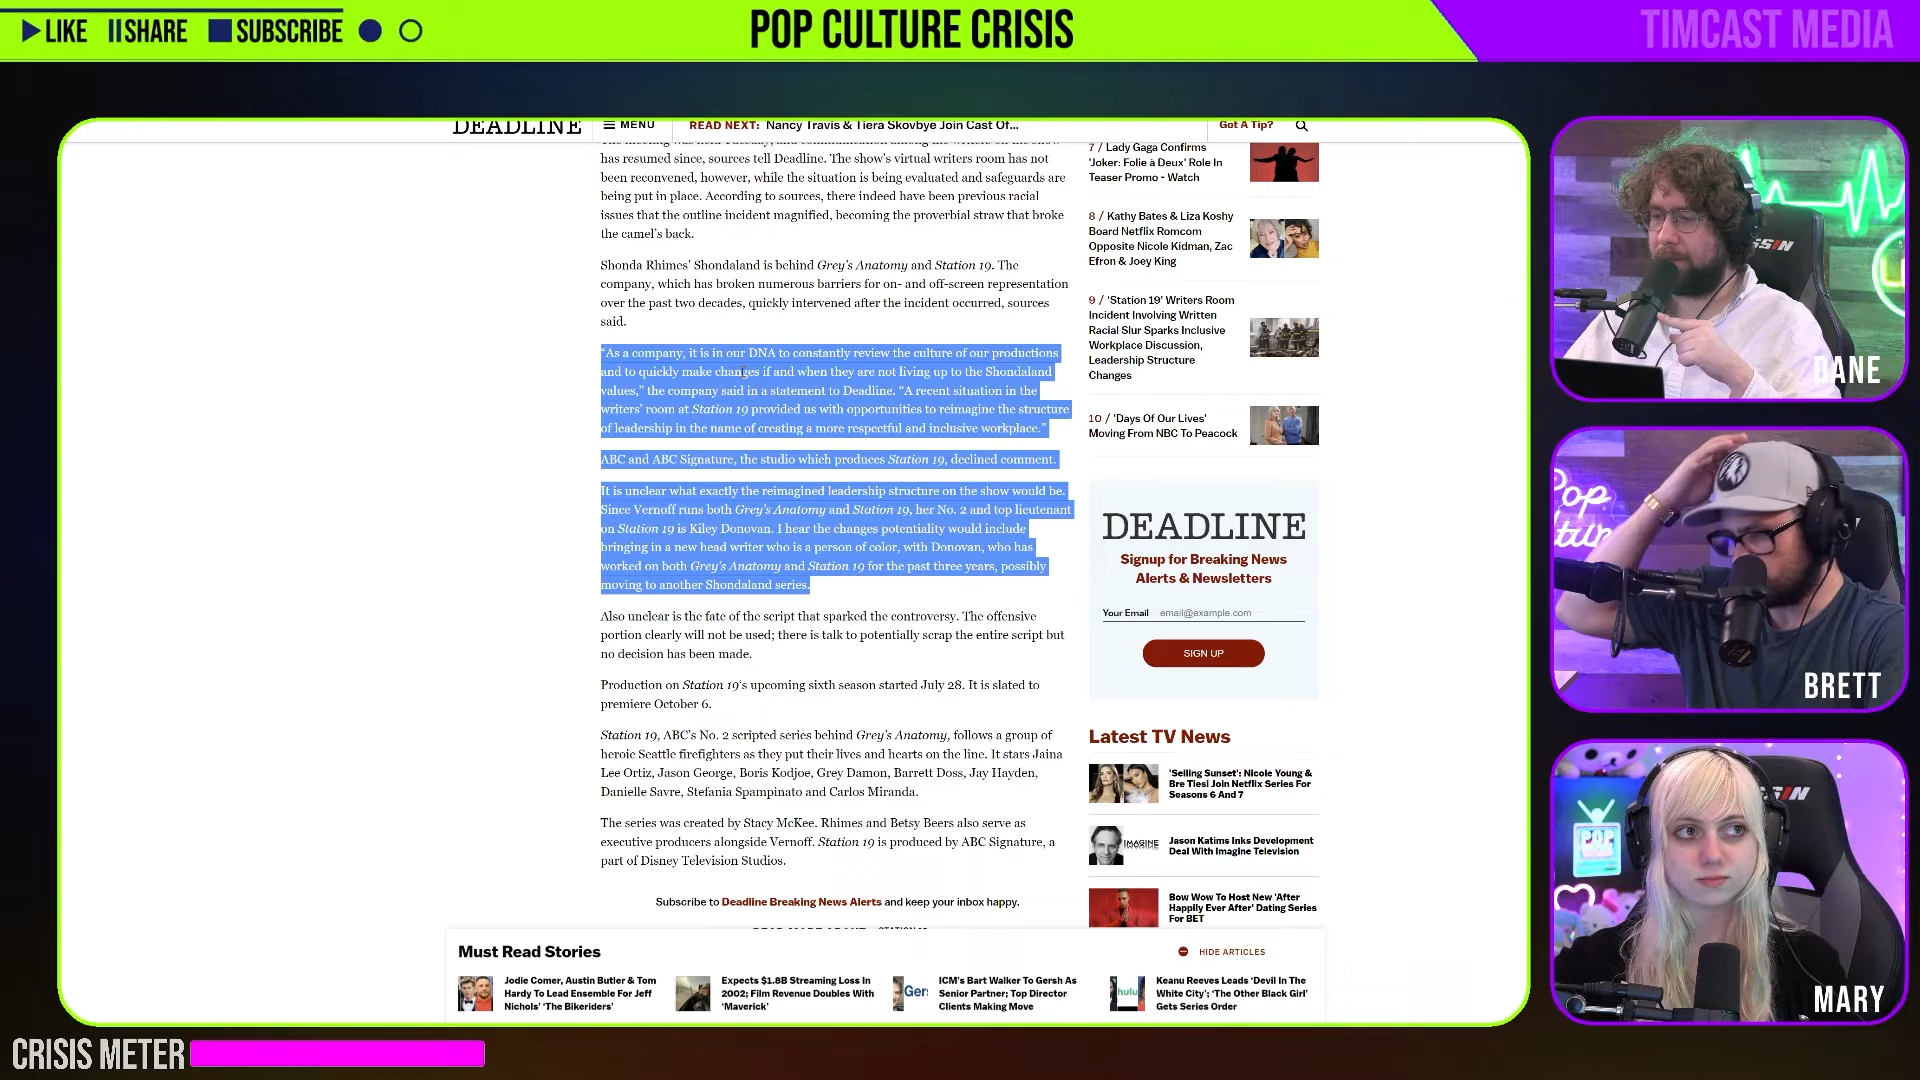 LIKE SHARE SUBSCRIBE
POP CULTURE CRISIS
TIMCAST MEDIA
DEADLINE
MENU
READ NEXT: Nancy Travis & Tiera Skovbye Join Cast Of...
Got A Tip?
has resumed since, sources tell Deadline. The show's virtual writers room has not
been reconvened, however, while the situation is being evaluated and safeguards are
being put in place. According to sources, there indeed have been previous racial
issues that the outline incident magnified, becoming the proverbial straw that broke
the camel's back.
Shonda Rhimes' Shondaland is behind Grey's Anatomy and Station 19. The
company, which has broken numerous barriers for on- and off-screen representation
over the past two decades, quickly intervened after the incident occurred, sources
said.
“As a company, it is in our DNA to constantly review the culture of our productions
and to quickly make changes if and when they are not living up to the Shondaland
values,” the company said in a statement to Deadline. “A recent situation in the
writers' room at Station 19 provided us with opportunities to reimagine the structure
of leadership in the name of creating a more respectful and inclusive workplace.”
ABC and ABC Signature, the studio which produces Station 19, declined comment.
It is unclear what exactly the reimagined leadership structure on the show would be.
Since Vernoff runs both Grey's Anatomy and Station 19, her No. 2 and top lieutenant
on Station 19 is Kiley Donovan. I hear the changes potentiality would include
bringing in a new head writer who is a person of color, with Donovan, who has
worked on both Grey's Anatomy and Station 19 for the past three years, possibly
moving to another Shondaland series.
Also unclear is the fate of the script that sparked the controversy. The offensive
portion clearly will not be used; there is talk to potentially scrap the entire script but
no decision has been made.
Production on Station 19's upcoming sixth season started July 28. It is slated to
premiere October 6.
Station 19, ABC's No. 2 scripted series behind Grey's Anatomy, follows a group of
heroic Seattle firefighters as they put their lives and hearts on the line. It stars Jaina
Lee Ortiz, Jason George, Boris Kodjoe, Grey Damon, Barrett Doss, Jay Hayden,
Danielle Savre, Stefania Spampinato and Carlos Miranda.
The series was created by Stacy McKee. Rhimes and Betsy Beers also serve as
executive producers alongside Vernoff. Station 19 is produced by ABC Signature, a
part of Disney Television Studios.
Subscribe to Deadline Breaking News Alerts and keep your inbox happy.
7 / Lady Gaga Confirms
'Joker: Folie à Deux' Role In
Teaser Promo – Watch
8 / Kathy Bates & Liza Koshy
Board Netflix Romcom
Opposite Nicole Kidman, Zac
Efron & Joey King
9 / 'Station 19' Writers Room
Incident Involving Written
Racial Slur Sparks Inclusive
Workplace Discussion,
Leadership Structure
Changes
10 / 'Days Of Our Lives'
Moving From NBC To Peacock
DEADLINE
Signup for Breaking News
Alerts & Newsletters
Your Email email@example.com
SIGN UP
Latest TV News
'Selling Sunset': Nicole Young &
Bre Tiesi Join Netflix Series For
Seasons 6 And 7
IMAGINE
Jason Katims Inks Development
Deal With Imagine Television
Bow Wow To Host New 'After
Happily Ever After' Dating Series
For BET
Must Read Stories
HIDE ARTICLES
Jodie Comer, Austin Butler & Tom
Hardy To Lead Ensemble For Jeff
Nichols' 'The Bikeriders'
Expects $1.8B Streaming Loss In
2002; Film Revenue Doubles With
'Maverick'
Ger
ICM's Bart Walker To Gersh As
Senior Partner; Top Director
Clients Making Move
hulu
Keanu Reeves Leads 'Devil In The
White City'; 'The Other Black Girl'
Gets Series Order
DANE
Pop
BRETT
POP
MARY
CRISIS METER